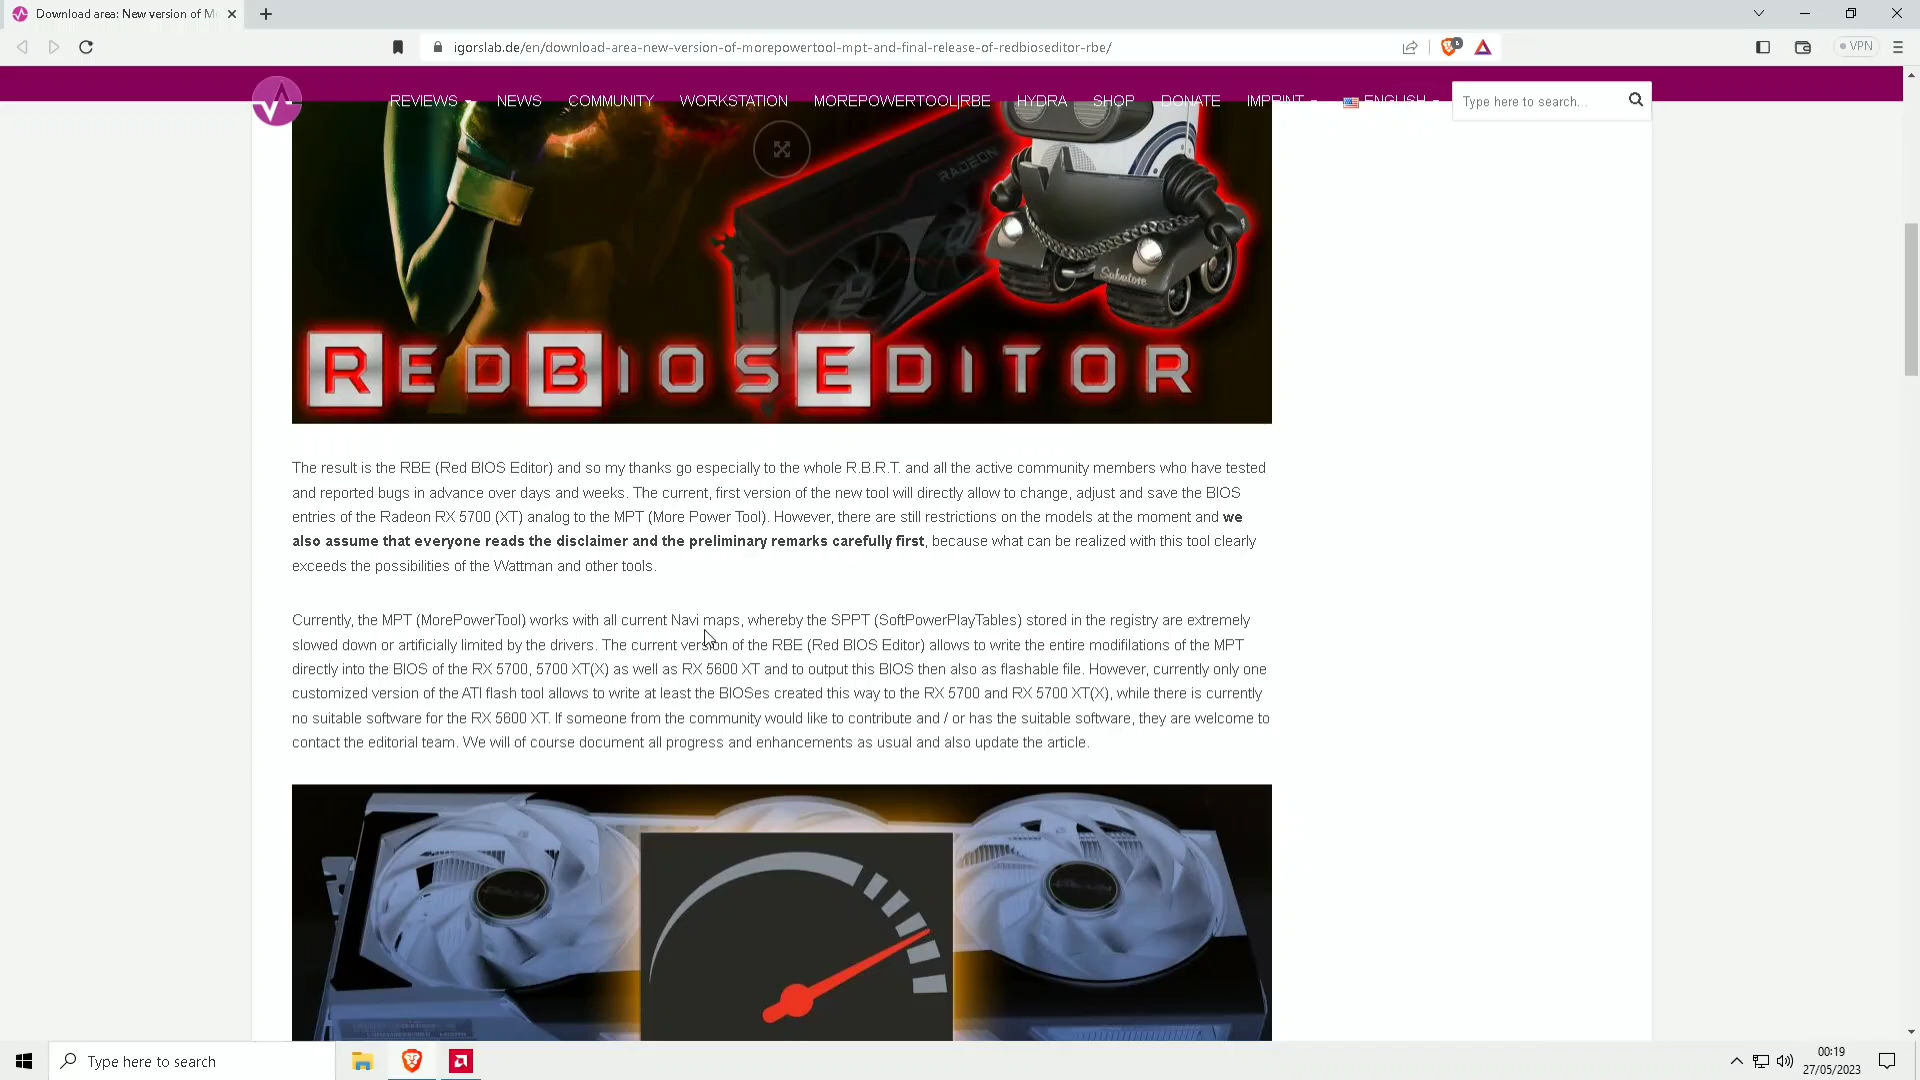 Download area: New version of M
igorslab.de/en/download-area-new-version-of-morepowertool-mpt-and-final-release-of-redbioseditor-rbe/
6
VPN
REVIEWS NEWS COMMUNITY WORKSTATION MOREPOWERTOOL|RBE HYDRA SHOP DONATE IMPRINT ENGLISH Type here to search...
RADEON
Salvatore
REDBIOSEDITOR
The result is the RBE (Red BIOS Editor) and so my thanks go especially to the whole R.B.R.T. and all the active community members who have tested
and reported bugs in advance over days and weeks. The current, first version of the new tool will directly allow to change, adjust and save the BIOS
entries of the Radeon RX 5700 (XT) analog to the MPT (More Power Tool). However, there are still restrictions on the models at the moment and we
also assume that everyone reads the disclaimer and the preliminary remarks carefully first, because what can be realized with this tool clearly
exceeds the possibilities of the Wattman and other tools.
Currently, the MPT (MorePowerTool) works with all current Navi maps, whereby the SPPT (SoftPowerPlayTables) stored in the registry are extremely
slowed down or artificially limited by the drivers. The current version of the RBE (Red BIOS Editor) allows to write the entire modifilations of the MPT
directly into the BIOS of the RX 5700, 5700 XT(X) as well as RX 5600 XT and to output this BIOS then also as flashable file. However, currently only one
customized version of the ATI flash tool allows to write at least the BIOSes created this way to the RX 5700 and RX 5700 XT(X), while there is currently
no suitable software for the RX 5600 XT. If someone from the community would like to contribute and / or has the suitable software, they are welcome to
contact the editorial team. We will of course document all progress and enhancements as usual and also update the article.
Type here to search
00:19
27/05/2023